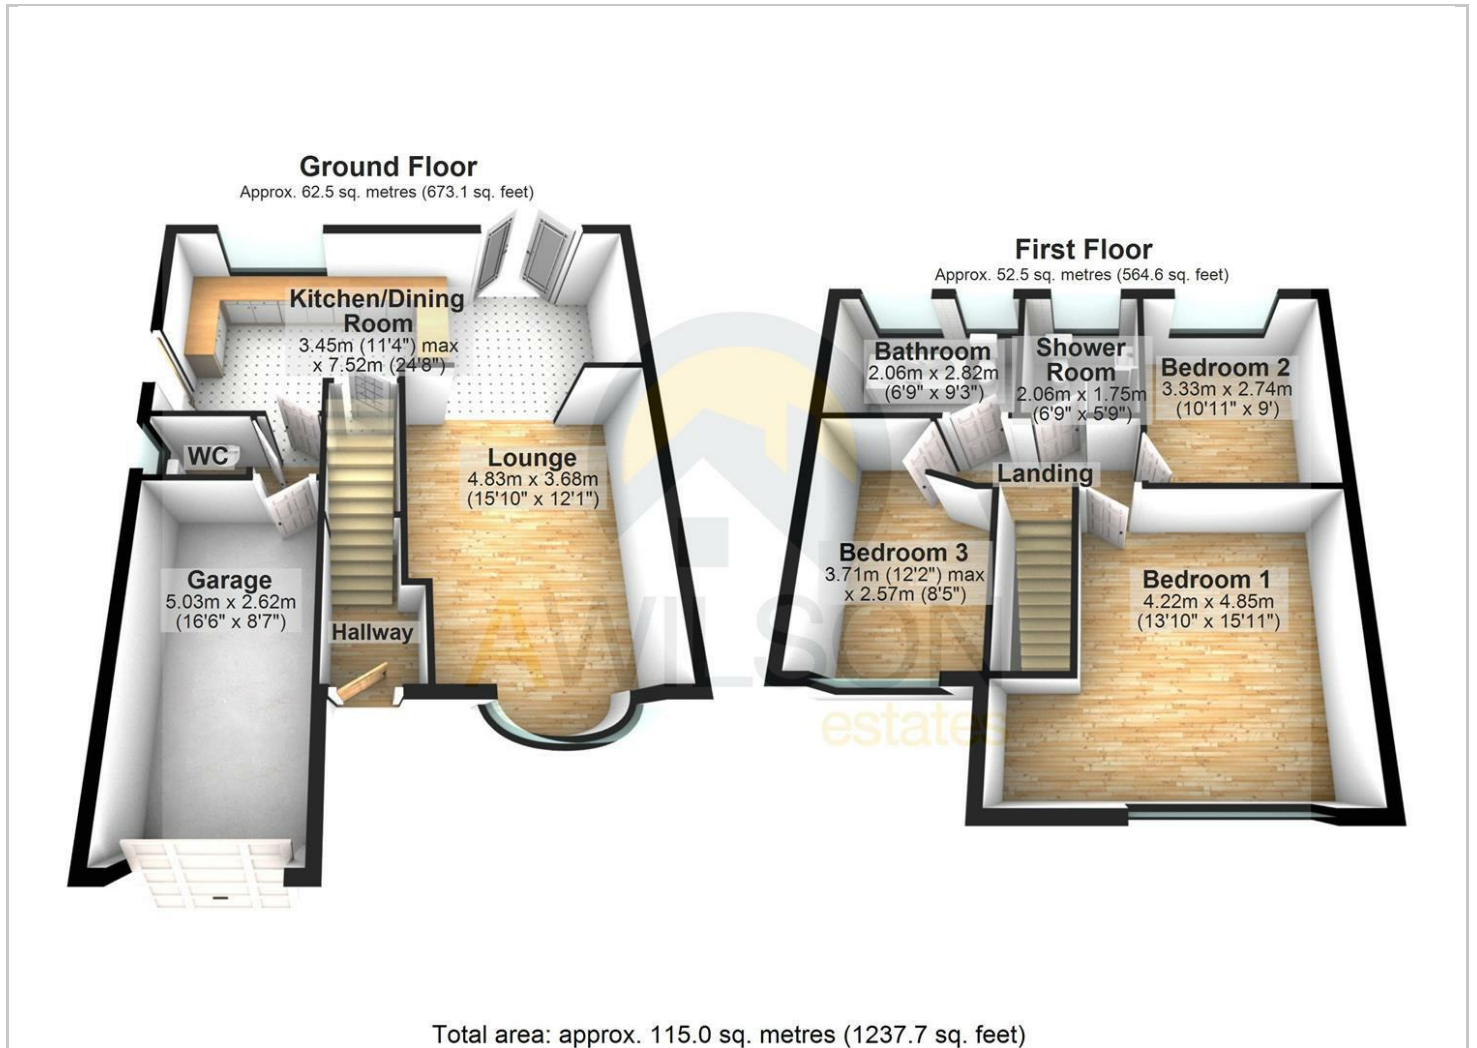 Ground Floor
Approx. 62.5 sq. metres (673.1 sq. feet)
Kitchen/Dining
Room
3.45m (11'4") max
x 7.52m (24'8")
WC
Lounge
4.83m x 3.68m
(15'10" x 12'1")
Garage
5.03m x 2.62m
(16'6" x 8'7")
Hallway
First Floor
Approx. 52.5 sq. metres (564.6 sq. feet)
Bathroom
2.06m x 2.82m
(6'9" x 9'3")
Shower
Room
2.06m x 1.75m
(6'9" x 5'9")
Bedroom 2
3.33m x 2.74m
(10'11" x 9')
Landing
Bedroom 3
3.71m (12'2") max
x 2.57m (8'5")
Bedroom 1
4.22m x 4.85m
(13'10" x 15'11")
AWILSON
estates
Total area: approx. 115.0 sq. metres (1237.7 sq. feet)